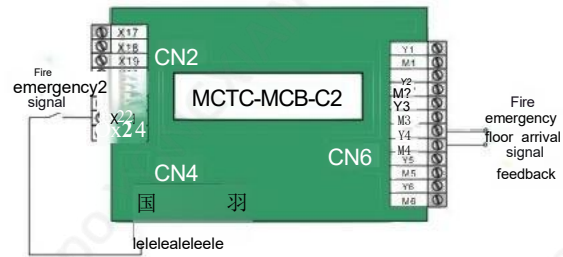 X17
X18
X19
CN2
Fire
emergency2
signal
X22
x24
MCTC-MCB-C2
CN4
国 羽
lelelealeleele
CN6
Y1
M1
Y2
M?
Y3
M3
Y4
M4
Y5
M5
Y6
M6
Fire
emergency
floor arrival
signal
feedback